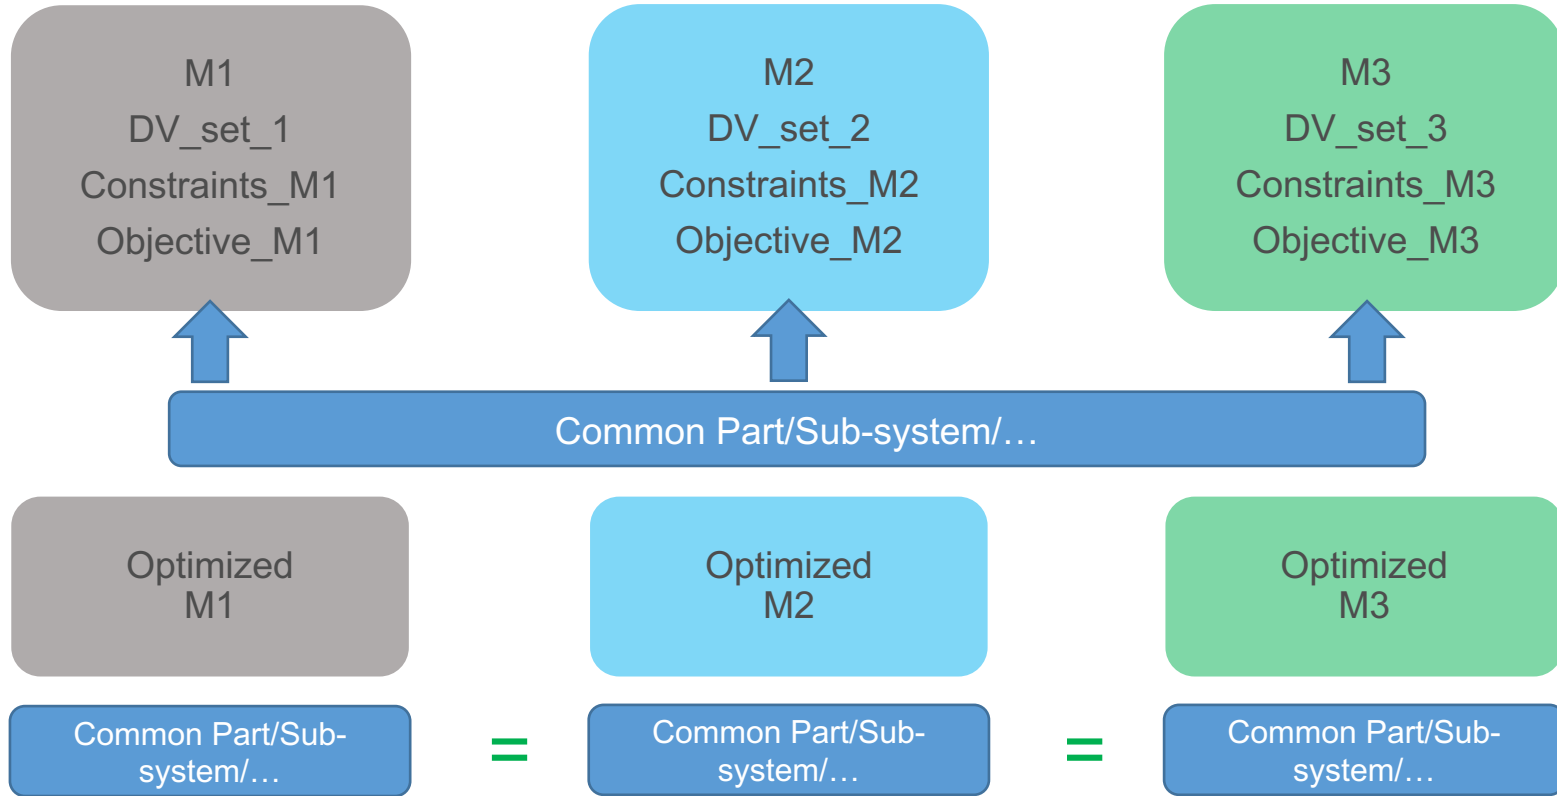 M1
DV_set_1
Constraints_M1
Objective_M1
M2
DV_set_2
Constraints_M2
Objective_M2
M3
DV_set_3
Constraints_M3
Objective_M3
Common Part/Sub-system/…
Optimized
M1
Optimized
M2
Optimized
M3
Common Part/Sub-
system/…
=
Common Part/Sub-
system/…
=
Common Part/Sub-
system/…